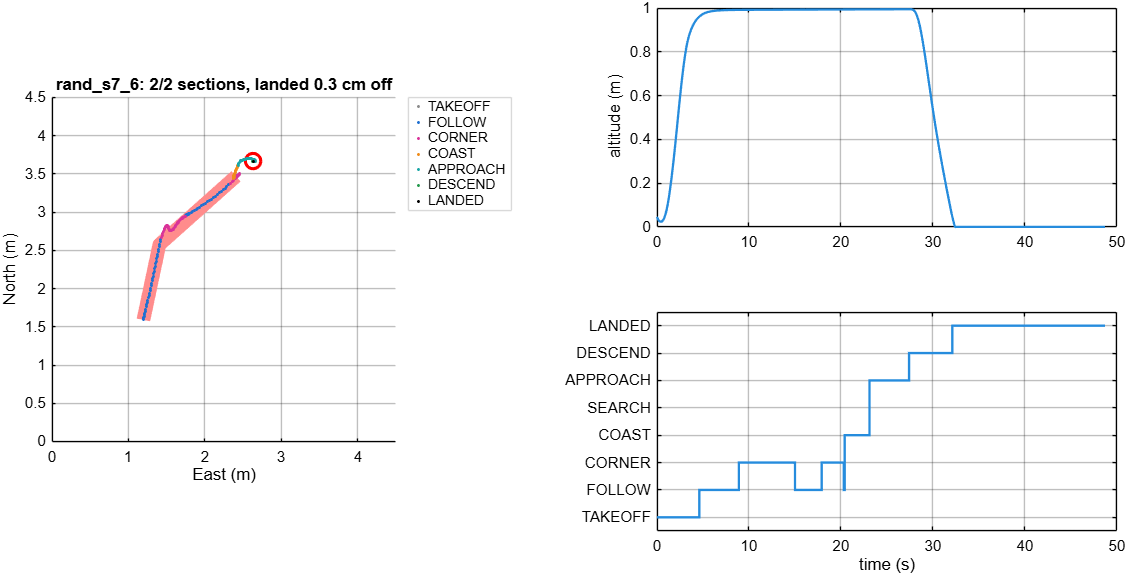 rand_s7_6: 2/2 sections, landed 0.3 cm off
4.5
4
3.5
3
2.5
2
1.5
1
0.5
0
0
1
2
3
4
East (m)
North (m)
TAKEOFF
FOLLOW
CORNER
COAST
APPROACH
DESCEND
LANDED
1
0.8
0.6
0.4
0.2
0
0
10
20
30
40
50
altitude (m)
LANDED
DESCEND
APPROACH
SEARCH
COAST
CORNER
FOLLOW
TAKEOFF
0
10
20
30
40
50
time (s)